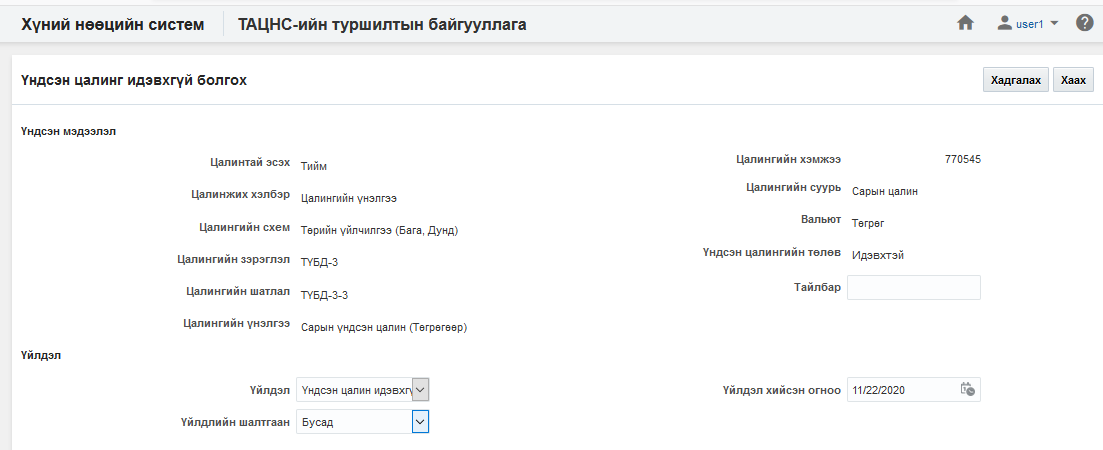 Хүний нөөцийн систем ТАЦНС-ийн туршилтын байгууллага user1
Үндсэн цалинг идэвхгүй болгох Хадгалах Хаах
Үндсэн мэдээлэл
Цалинтай эсэх Тийм
Цалингийн хэмжээ 770545
Цалинжих хэлбэр Цалингийн үнэлгээ
Цалингийн суурь Сарын цалин
Цалингийн схем Төрийн үйлчилгээ (Бага, Дунд)
Вальют Төгрөг
Цалингийн зэрэглэл ТҮБД-3
Үндсэн цалингийн төлөв Идэвхтэй
Цалингийн шатлал ТҮБД-3-3
Тайлбар
Цалингийн үнэлгээ Сарын үндсэн цалин (Төгрөгөөр)
Үйлдэл
Үйлдэл Үндсэн цалин идэвхгү
Үйлдэл хийсэн огноо 11/22/2020
Үйлдлийн шалтгаан Бусад